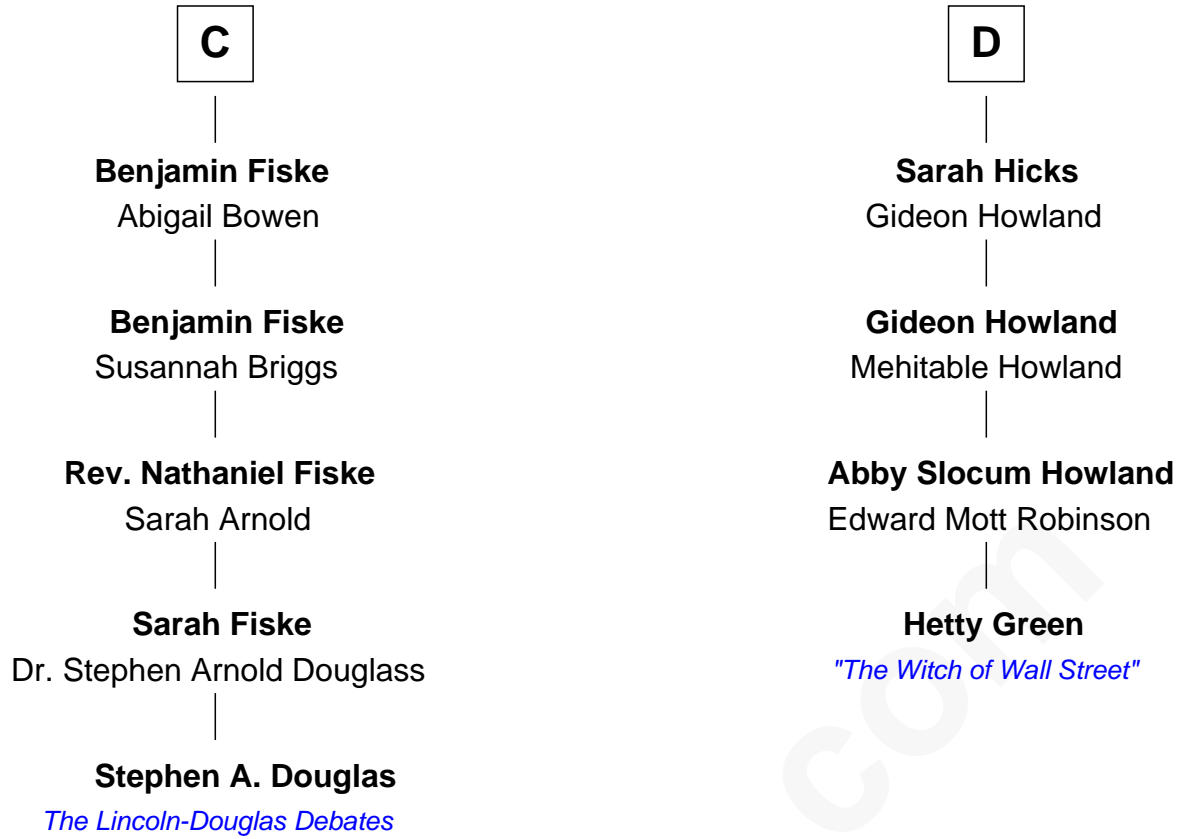 C
Benjamin Fiske
Abigail Bowen
Benjamin Fiske
Susannah Briggs
Rev. Nathaniel Fiske
Sarah Arnold
Sarah Fiske
Dr. Stephen Arnold Douglass
Stephen A. Douglas
The Lincoln-Douglas Debates
D
Sarah Hicks
Gideon Howland
Gideon Howland
Mehitable Howland
Abby Slocum Howland
Edward Mott Robinson
Hetty Green
"The Witch of Wall Street"
com